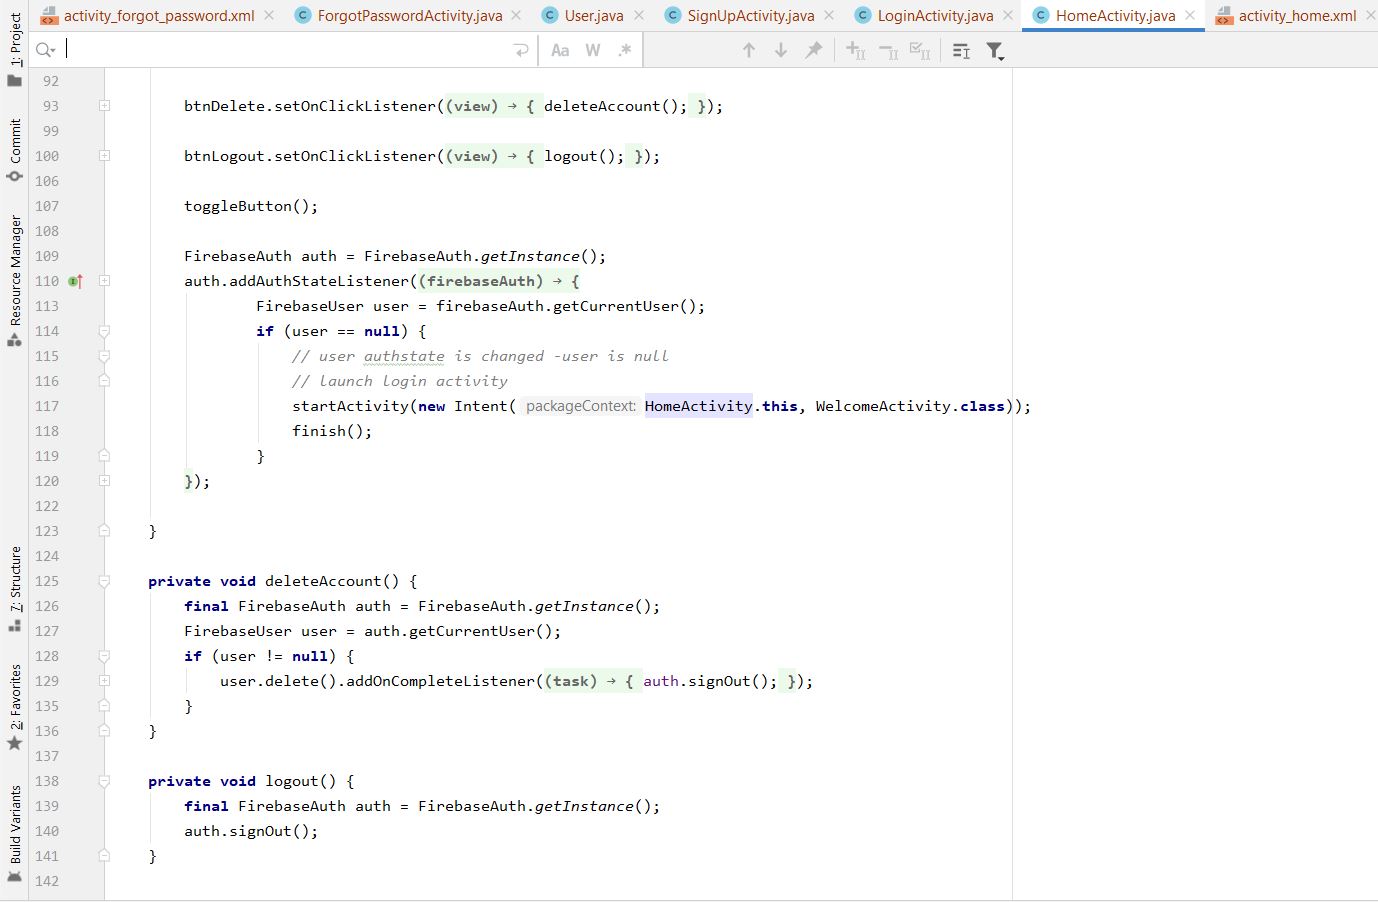 activity_forgot_password.xml ForgotPasswordActivity.java User.java SignUpActivity.java LoginActivity.java HomeActivity.java activity_home.xml
Aa W .*
1: Project
Commit
Resource Manager
7: Structure
2: Favorites
Build Variants
92
93 btnDelete.setOnClickListener((view) → { deleteAccount(); });
99
100 btnLogout.setOnClickListener((view) → { logout(); });
106
107 toggleButton();
108
109 FirebaseAuth auth = FirebaseAuth.getInstance();
110 auth.addAuthStateListener((firebaseAuth) → {
113 FirebaseUser user = firebaseAuth.getCurrentUser();
114 if (user == null) {
115 // user authstate is changed -user is null
116 // launch login activity
117 startActivity(new Intent( packageContext: HomeActivity.this, WelcomeActivity.class));
118 finish();
119 }
120 });
122
123 }
124
125 private void deleteAccount() {
126 final FirebaseAuth auth = FirebaseAuth.getInstance();
127 FirebaseUser user = auth.getCurrentUser();
128 if (user != null) {
129 user.delete().addOnCompleteListener((task) → { auth.signOut(); });
135 }
136 }
137
138 private void logout() {
139 final FirebaseAuth auth = FirebaseAuth.getInstance();
140 auth.signOut();
141 }
142